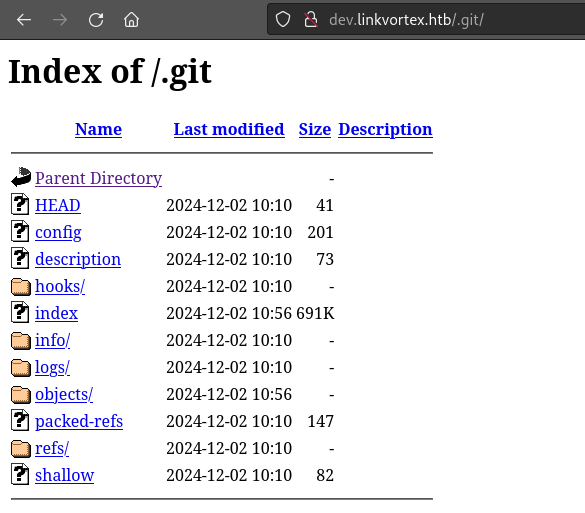 dev.linkvortex.htb/.git/
Index of /.git
Name Last modified Size Description
Parent Directory -
HEAD 2024-12-02 10:10 41
config 2024-12-02 10:10 201
description 2024-12-02 10:10 73
hooks/ 2024-12-02 10:10 -
index 2024-12-02 10:56 691K
info/ 2024-12-02 10:10 -
logs/ 2024-12-02 10:10 -
objects/ 2024-12-02 10:56 -
packed-refs 2024-12-02 10:10 147
refs/ 2024-12-02 10:10 -
shallow 2024-12-02 10:10 82